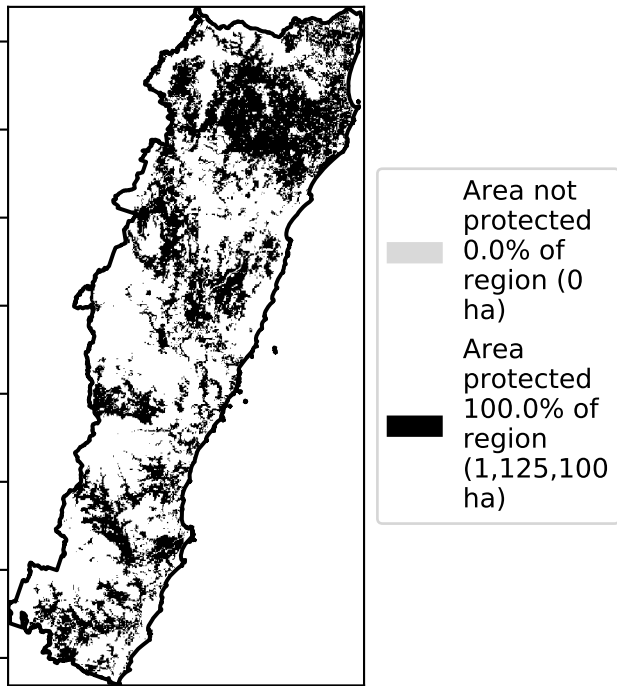 Area not
protected
0.0% of
region (0
ha)
Area
protected
100.0% of
region
(1,125,100
ha)